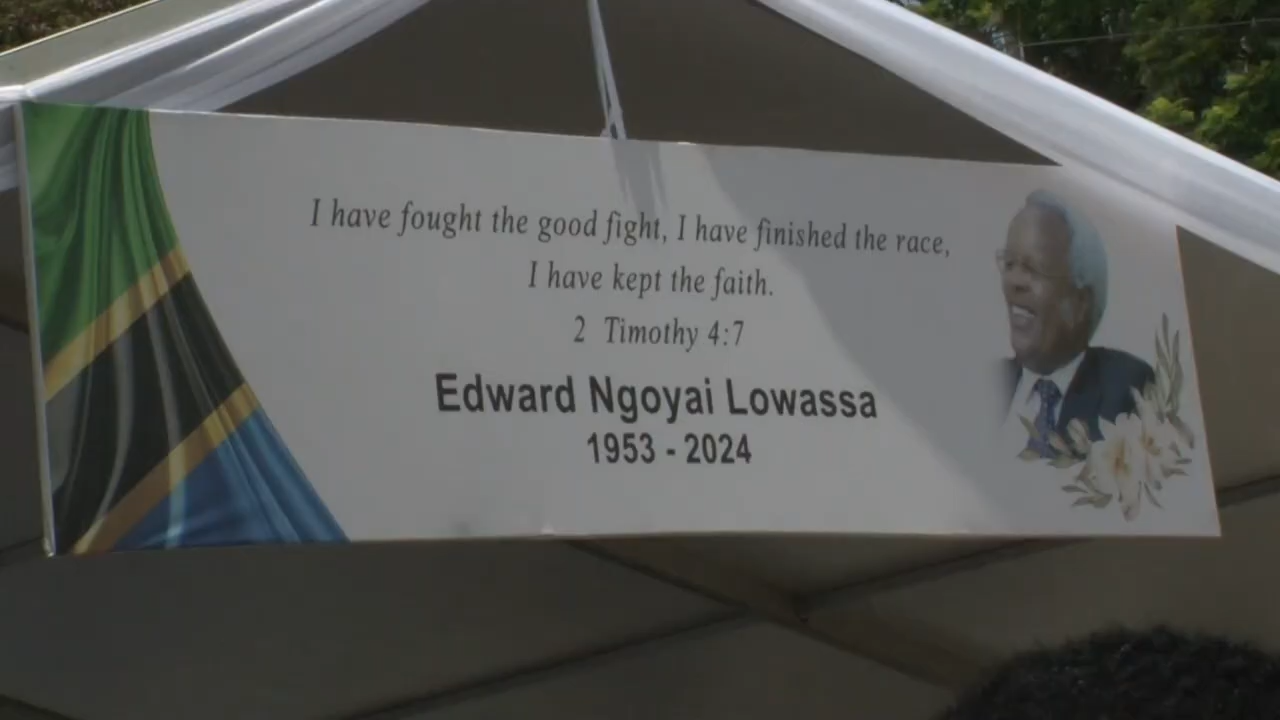 I have fought the good fight, I have finished the race,
I have kept the faith.
2 Timothy 4:7
Edward Ngoyai Lowassa
1953 - 2024